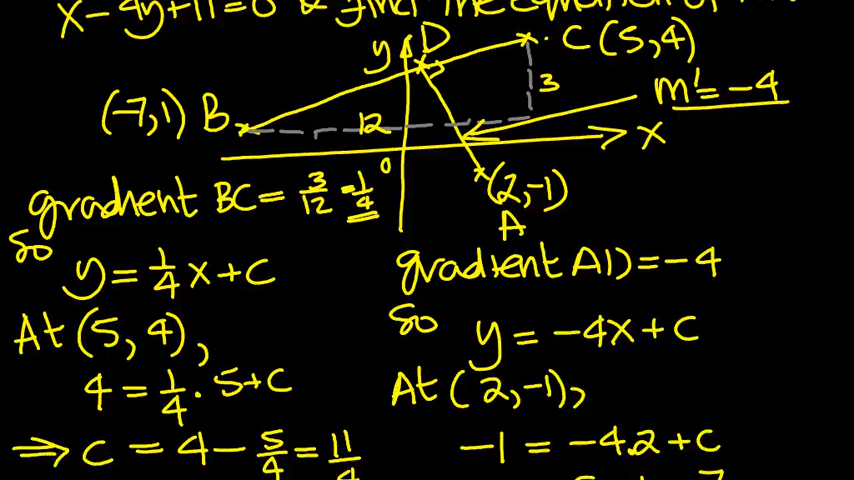 x - 4y + 11 = 0 & find the equation of
y D C (5,4)
3
m' = -4
(-7,1) B
12
x
0
(2,-1)
A
gradient BC = 3/12 = 1/4
so
y = 1/4 x + C
At (5, 4),
4 = 1/4 . 5 + C
⇒ C = 4 - 5/4 = 11/4
gradient AD = -4
so
y = -4x + C
At (2,-1),
-1 = -4.2 + C